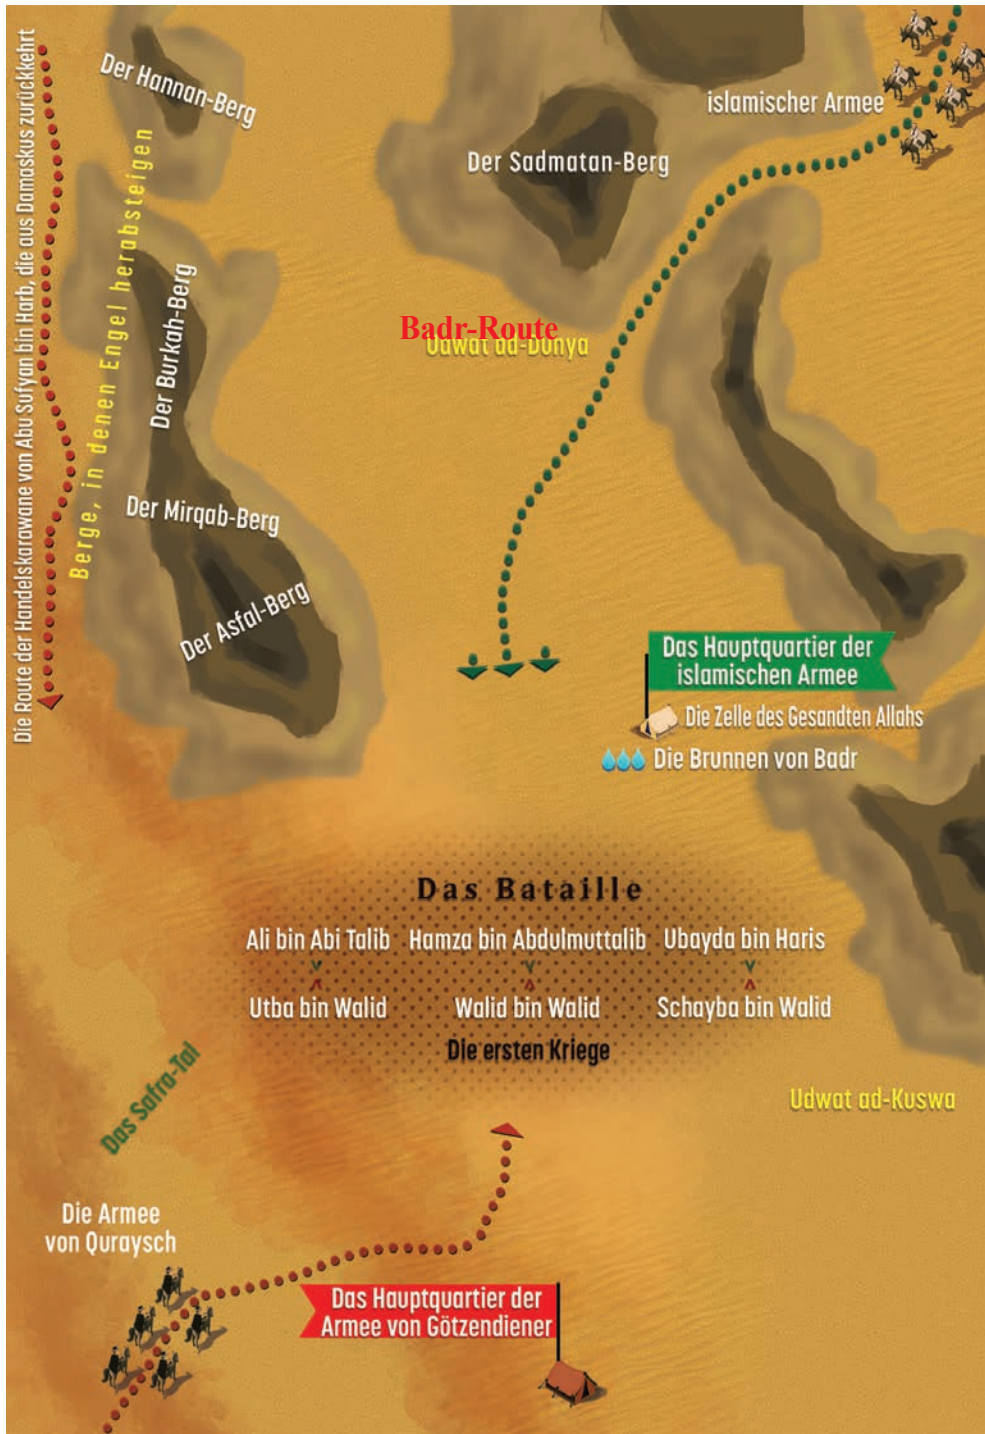 Die Route der Handelskarawane von Abu Sufyan bin Harb, die aus Damaskus zurückkehrt
Der Hannan-Berg
Berge, in denen Engel herabsteigen
islamischer Armee
Der Sadmatan-Berg
Der Burkah-Berg
Badr-Route
Udwat ad-Dunya
Der Mirqab-Berg
Der Asfal-Berg
Das Hauptquartier der
islamischen Armee
Die Zelle des Gesandten Allahs
Die Brunnen von Badr
Das Bataille
Ali bin Abi Talib Hamza bin Abdulmuttalib Ubayda bin Haris
Utba bin Walid Walid bin Walid Schayba bin Walid
Die ersten Kriege
Das Safra-Tal
Udwat ad-Kuswa
Die Armee
von Quraysch
Das Hauptquartier der
Armee von Götzendiener